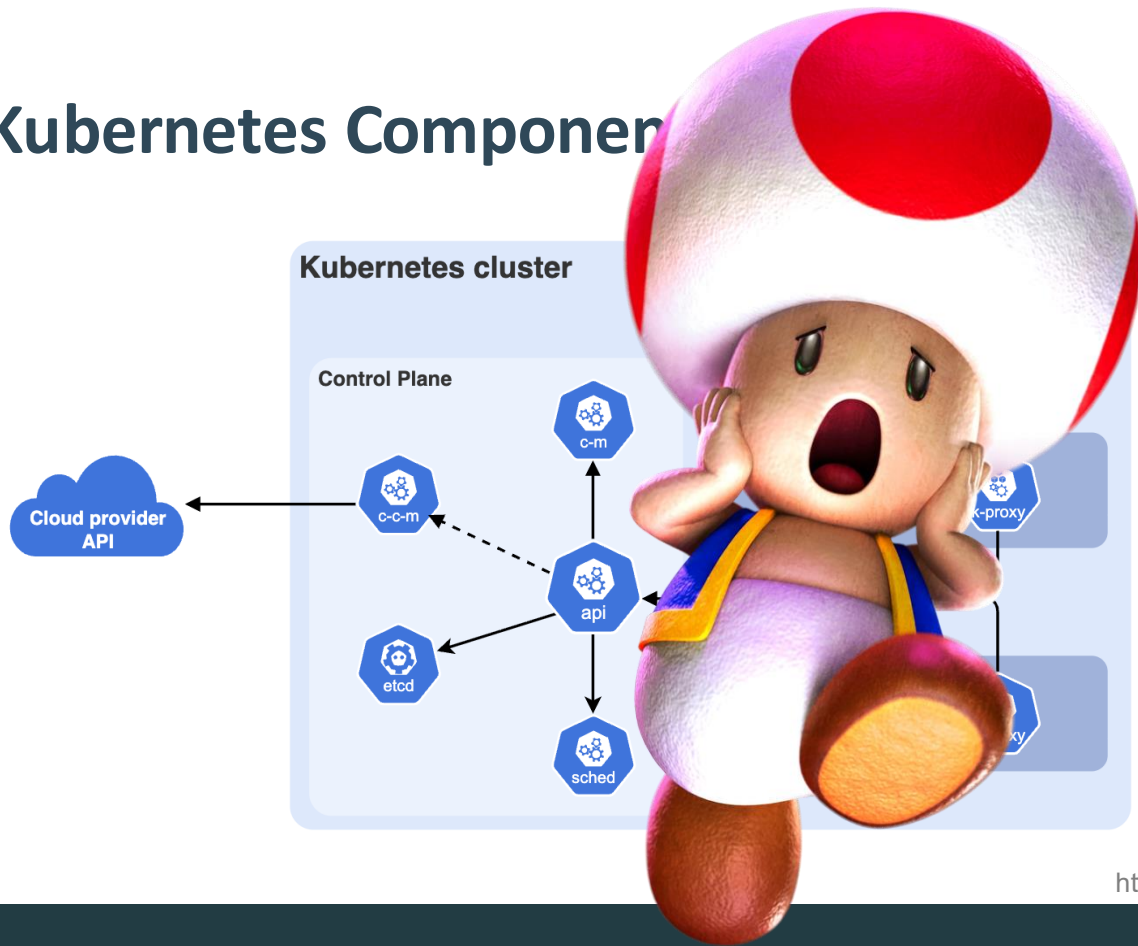 Kubernetes Componen
Kubernetes cluster
Control Plane
c-m
c-c-m
Cloud provider
API
k-proxy
api
etcd
xy
sched
ht